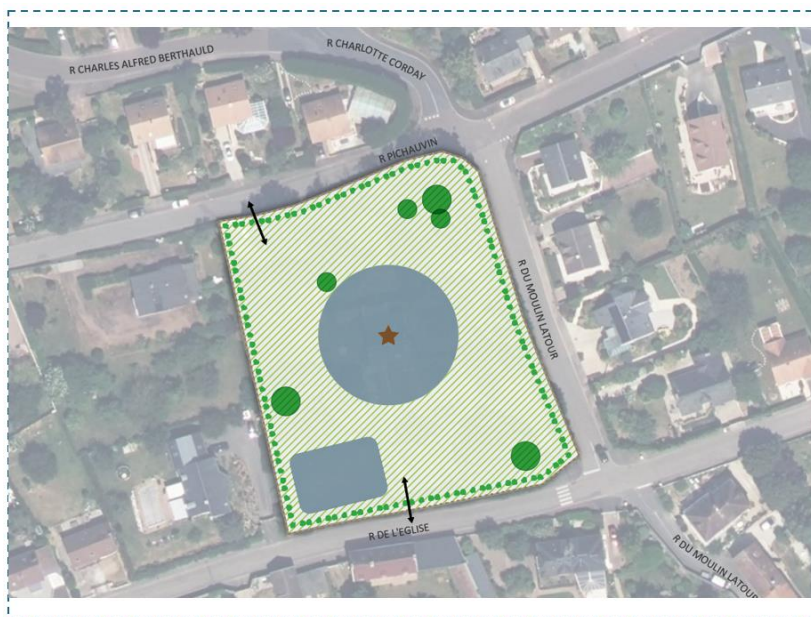 R CHARLOTTE CORDAY
R CHARLES ALFRED BERTHAULD
R PICHAUVIN
R DU MOULIN LATOUR
R DE L'EGLISE
R DU MOULIN LATOUR